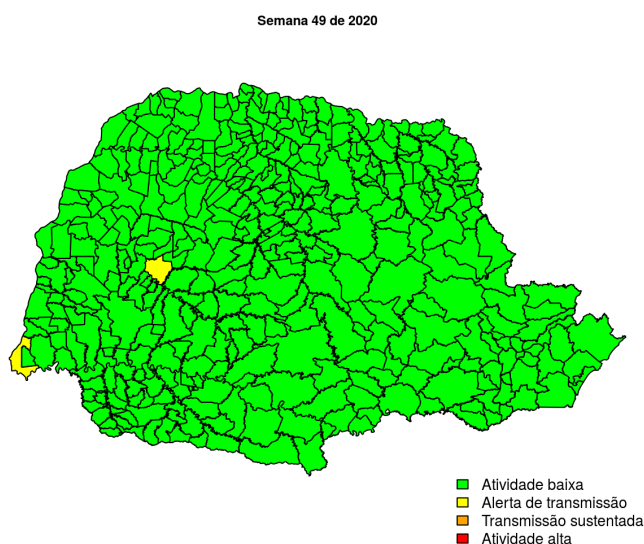 Semana 49 de 2020
Atividade baixa
Alerta de transmissão
Transmissão sustentada
Atividade alta